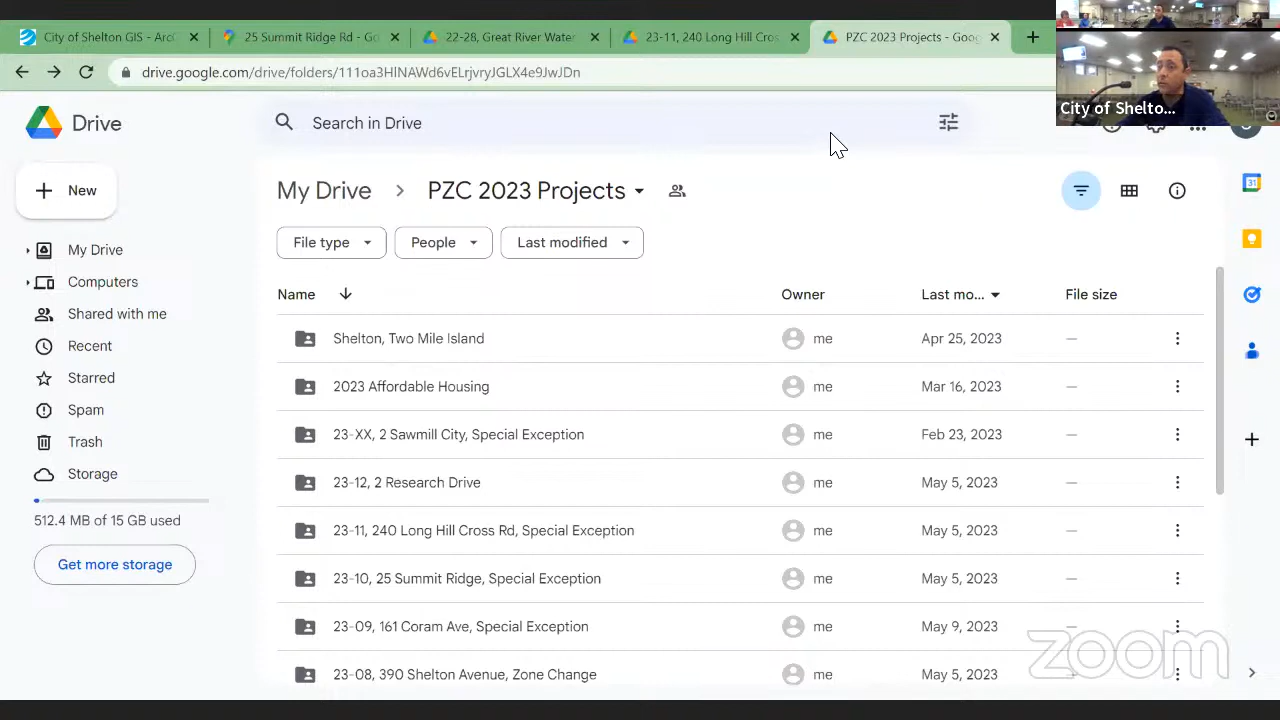 City of Shelton GIS - Arc
25 Summit Ridge Rd - Go
22-28, Great River Water
23-11, 240 Long Hill Cros
PZC 2023 Projects - Goog
drive.google.com/drive/folders/
City of Shelto...
Drive
Search in Drive
New
My Drive
Computers
Shared with me
Recent
Starred
Spam
Trash
Storage
512.4 MB of 15 GB used
Get more storage
My Drive > PZC 2023 Projects
File type
People
Last modified
Name
Owner
Last mo...
File size
Shelton, Two Mile Island me Apr 25, 2023 —
2023 Affordable Housing me Mar 16, 2023 —
23-XX, 2 Sawmill City, Special Exception me Feb 23, 2023 —
23-12, 2 Research Drive me May 5, 2023 —
23-11, 240 Long Hill Cross Rd, Special Exception me May 5, 2023 —
23-10, 25 Summit Ridge, Special Exception me May 5, 2023 —
23-09, 161 Coram Ave, Special Exception me May 9, 2023 —
23-03, 390 Shelton Avenue, Zone Change me May 5, 2023
31
zoom